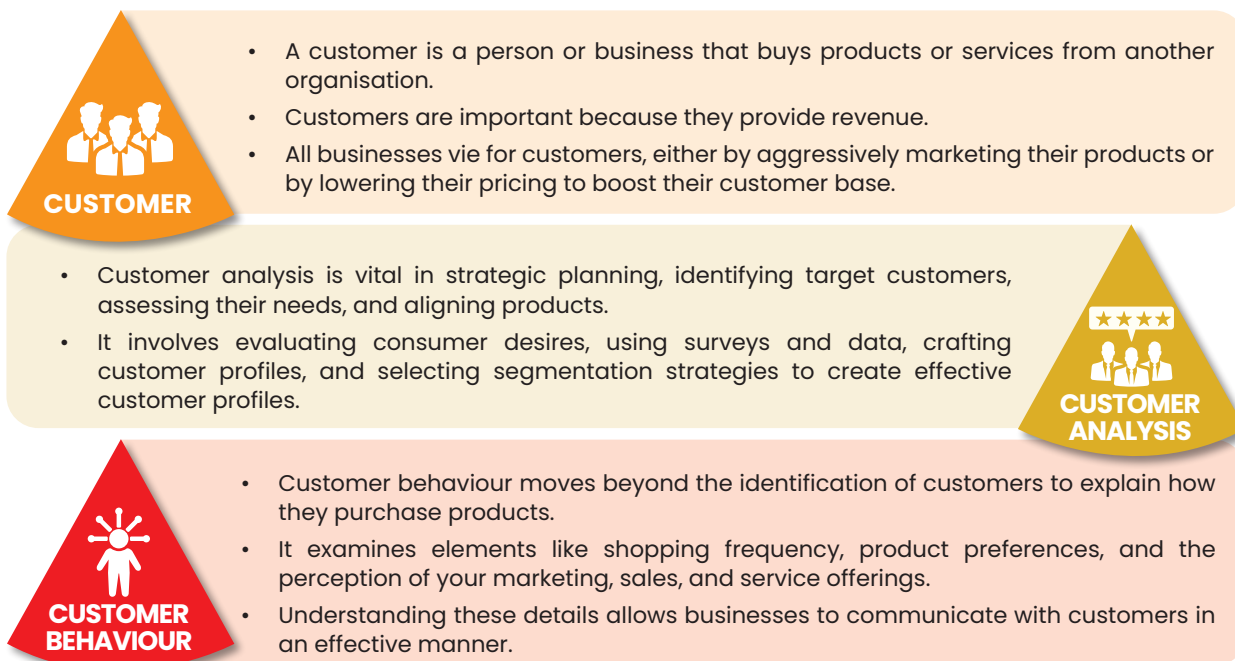 • A customer is a person or business that buys products or services from another
organisation.
• Customers are important because they provide revenue.
• All businesses vie for customers, either by aggressively marketing their products or
by lowering their pricing to boost their customer base.
CUSTOMER
• Customer analysis is vital in strategic planning, identifying target customers,
assessing their needs, and aligning products.
• It involves evaluating consumer desires, using surveys and data, crafting
customer profiles, and selecting segmentation strategies to create effective
customer profiles.
CUSTOMER
ANALYSIS
• Customer behaviour moves beyond the identification of customers to explain how
they purchase products.
• It examines elements like shopping frequency, product preferences, and the
perception of your marketing, sales, and service offerings.
• Understanding these details allows businesses to communicate with customers in
an effective manner.
CUSTOMER
BEHAVIOUR